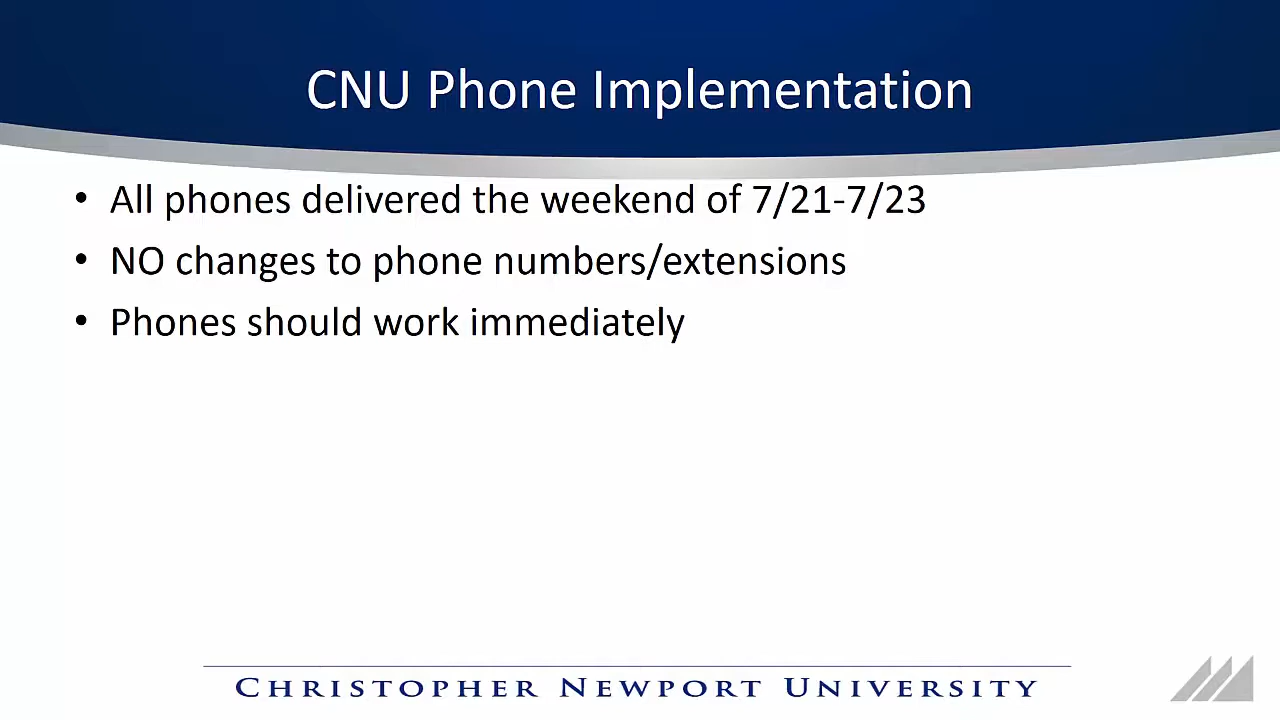 CNU Phone Implementation
• All phones delivered the weekend of 7/21-7/23
• NO changes to phone numbers/extensions
• Phones should work immediately
CHRISTOPHER NEWPORT UNIVERSITY